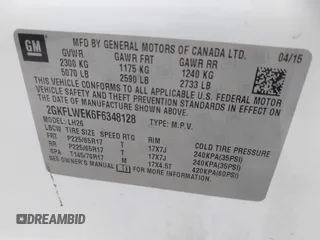 GM
MFD BY GENERAL MOTORS OF CANADA LTD. 04/15
GVWR GAWR FRT GAWR RR
2300 KG 1175 KG 1240 KG
5070 LB 2590 LB 2733 LB
THIS VEHICLE CONFORMS TO ALL APPLICABLE U.S. FEDERAL MOTOR VEHICLE SAFETY AND THEFT PREVENTION STANDARDS IN EFFECT ON THE DATE OF MANUFACTURE SHOWN ABOVE.
2GKFLWEK6F6348128 TYPE: M.P.V.
LBCW MODEL: LH26
TIRE SIZE SPEED RTG RIM COLD TIRE PRESSURE
FRT P225/65R17 T 17X7J 240KPA(35PSI)
RR P225/65R17 T 17X7J 240KPA(35PSI)
SPA T145/70R17 M 17X4.5T 420KPA(60PSI)
SEE OWNER'S MANUAL
DREAMBID